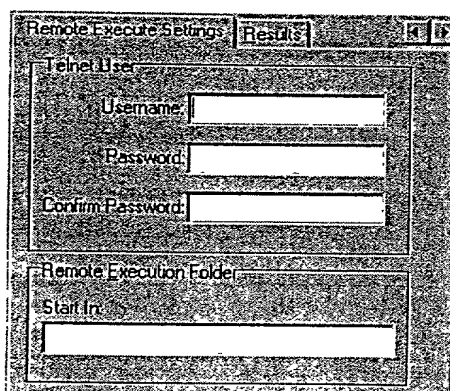 Remote Execute Settings Results
Telnet User
Username:
Password:
Confirm Password:
Remote Execution Folder
Start In: